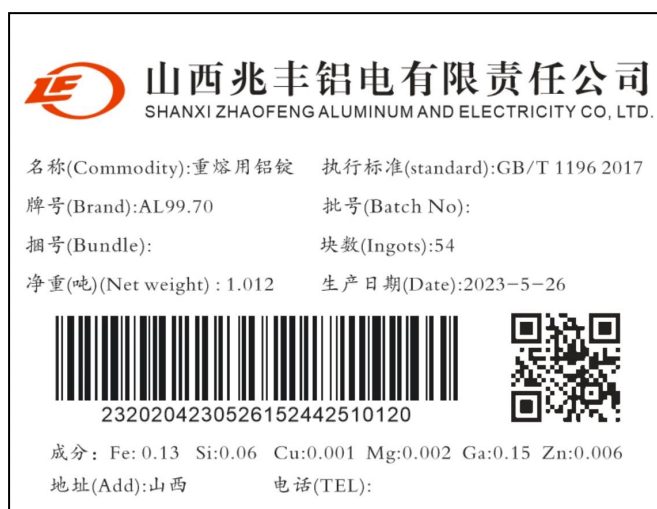 山西兆丰铝电有限责任公司
SHANXI ZHAOFENG ALUMINUM AND ELECTRICITY CO, LTD.
名称(Commodity):重熔用铝锭 执行标准(standard):GB/T 1196 2017
牌号(Brand):AL99.70 批号(Batch No):
捆号(Bundle): 块数(Ingots):54
净重(吨)(Net weight) : 1.012 生产日期(Date):2023-5-26
2320204230526152442510120
成分: Fe: 0.13 Si:0.06 Cu:0.001 Mg:0.002 Ga:0.15 Zn:0.006
地址(Add):山西 电话(TEL):